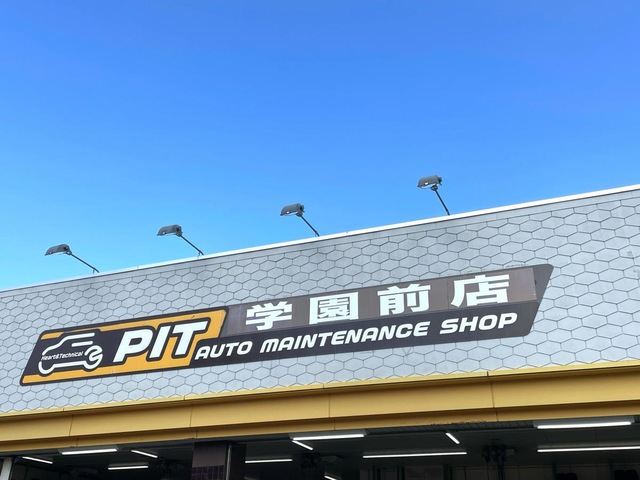 Heart&Technical
PIT 学園前店
AUTO MAINTENANCE SHOP